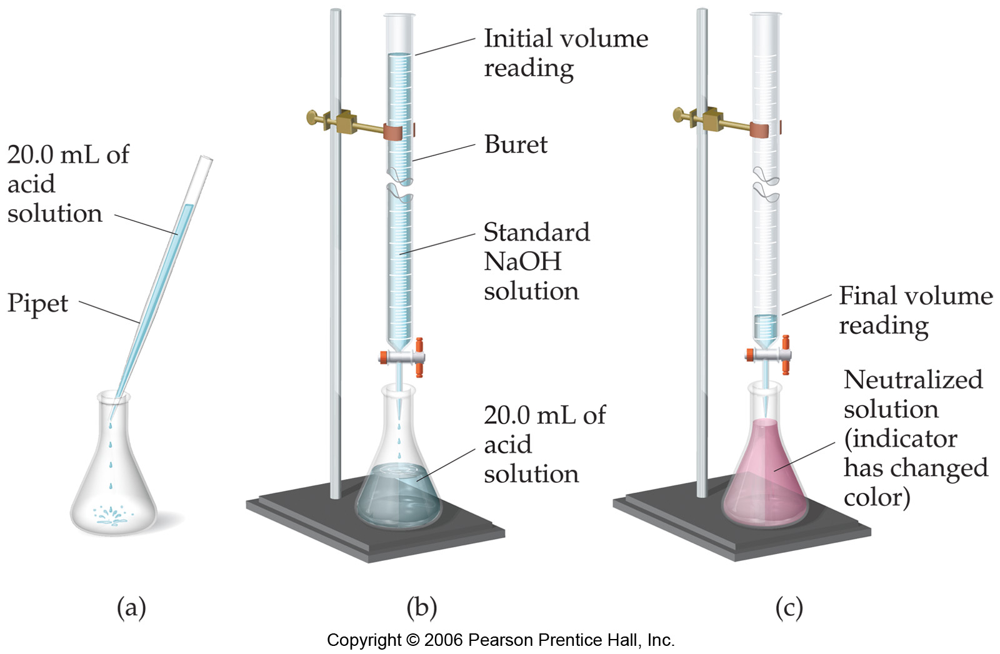 20.0 mL of
acid
solution
Pipet
(a)
Initial volume
reading
Buret
Standard
NaOH
solution
20.0 mL of
acid
solution
(b)
Final volume
reading
Neutralized
solution
(indicator
has changed
color)
(c)
Copyright © 2006 Pearson Prentice Hall, Inc.